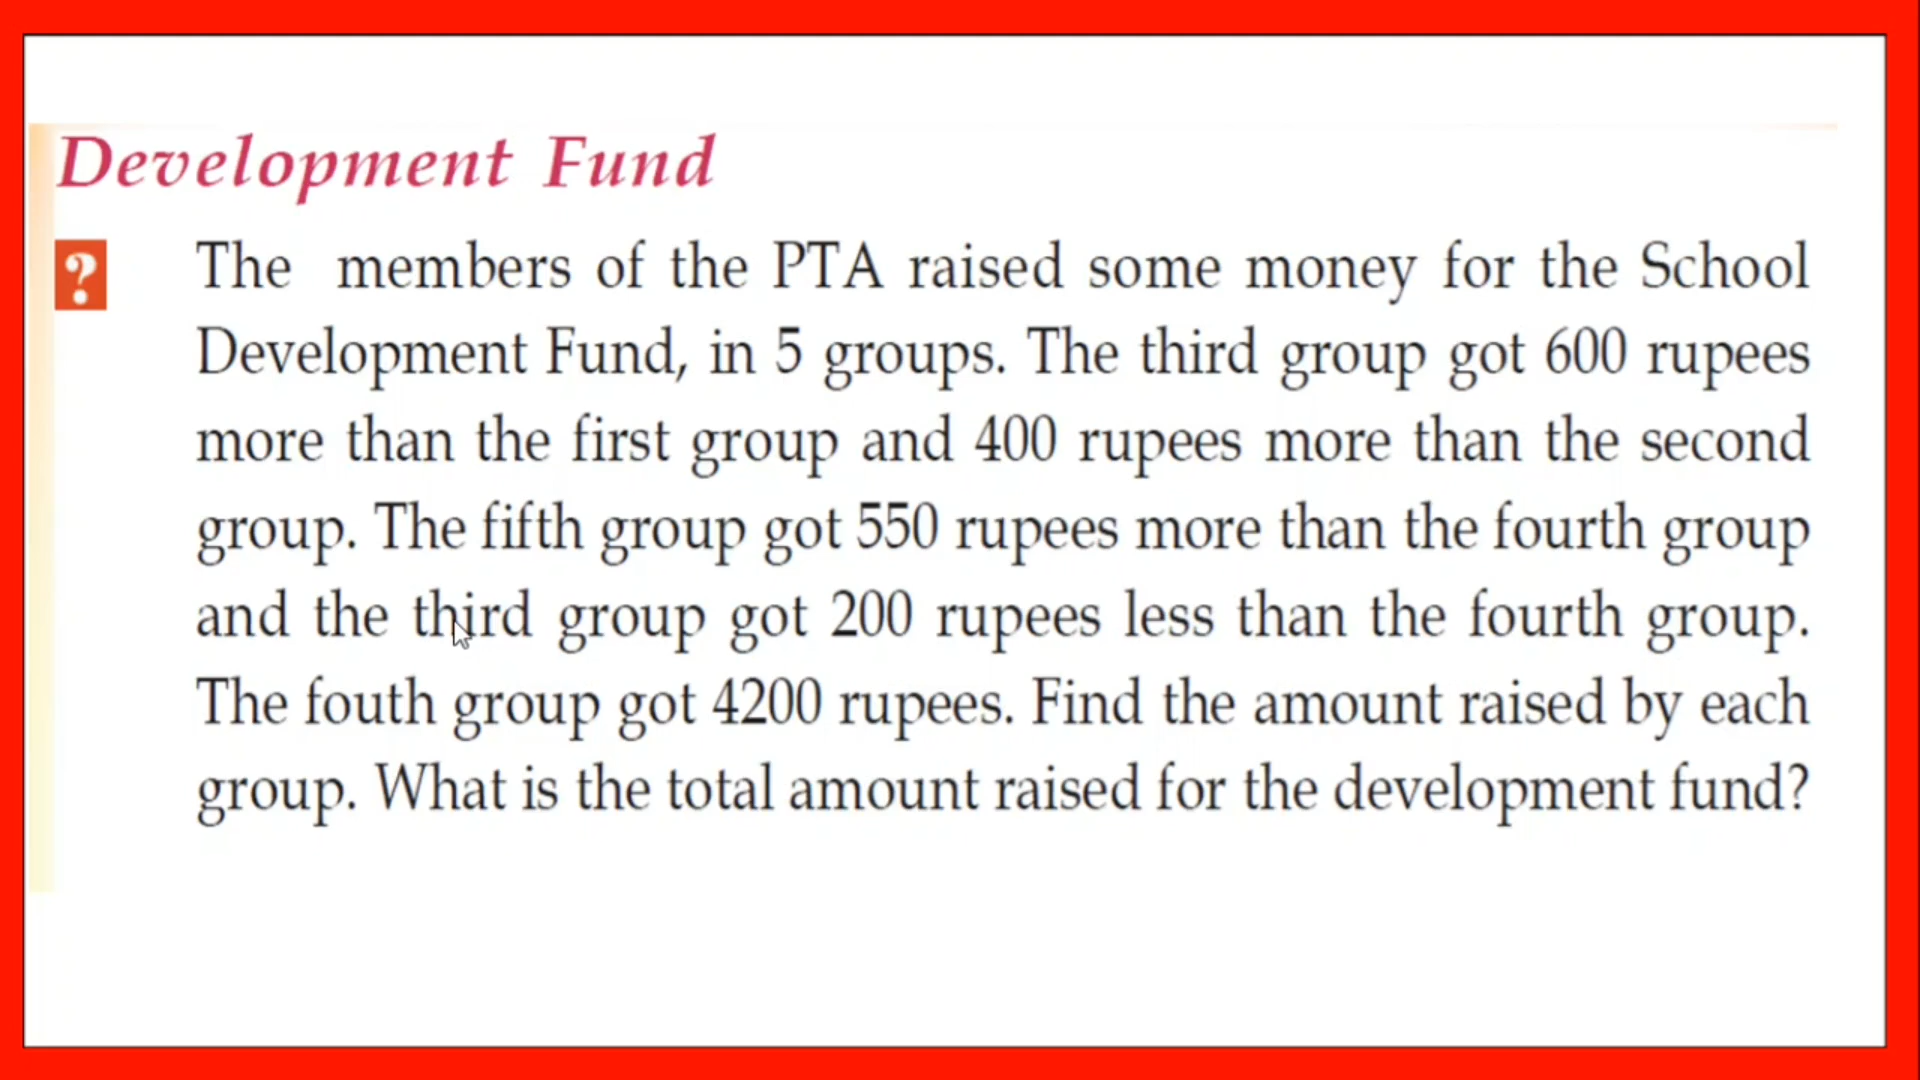 Development Fund
?
The members of the PTA raised some money for the School
Development Fund, in 5 groups. The third group got 600 rupees
more than the first group and 400 rupees more than the second
group. The fifth group got 550 rupees more than the fourth group
and the third group got 200 rupees less than the fourth group.
The fouth group got 4200 rupees. Find the amount raised by each
group. What is the total amount raised for the development fund?